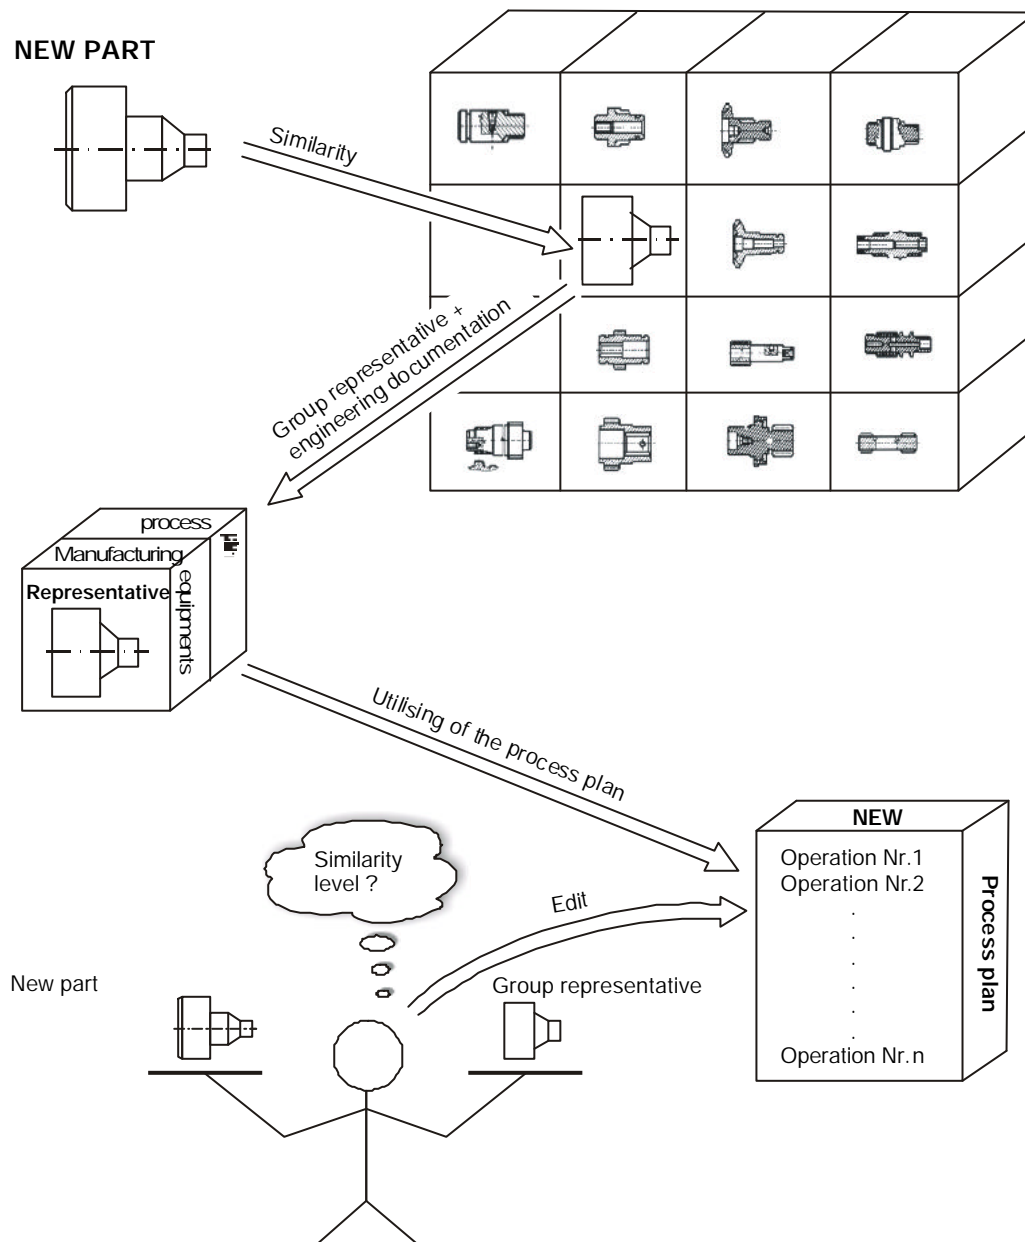 NEW PART
Similarity
Group representative +
engineering documentation
process
Manufacturing
equipments
Representative
Utilising of the process plan
NEW
Operation Nr.1
Operation Nr.2
.
.
.
.
.
.
Operation Nr.n
Process plan
Similarity
level ?
Edit
New part
Group representative